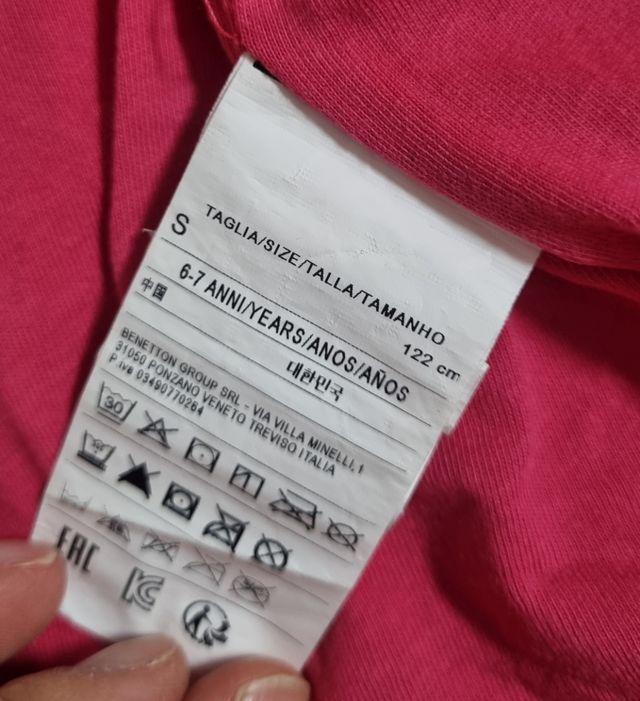 TAGLIA/SIZE/TALLA/TAMANHO
S 122 cm
6-7 ANNI/YEARS/ANOS/AÑOS
中国 대한민국
BENETTON GROUP SRL - VIA VILLA MINELLI,1
31050 PONZANO VENETO TREVISO ITALIA
P.IVA 03490770264
30
EAC
KC